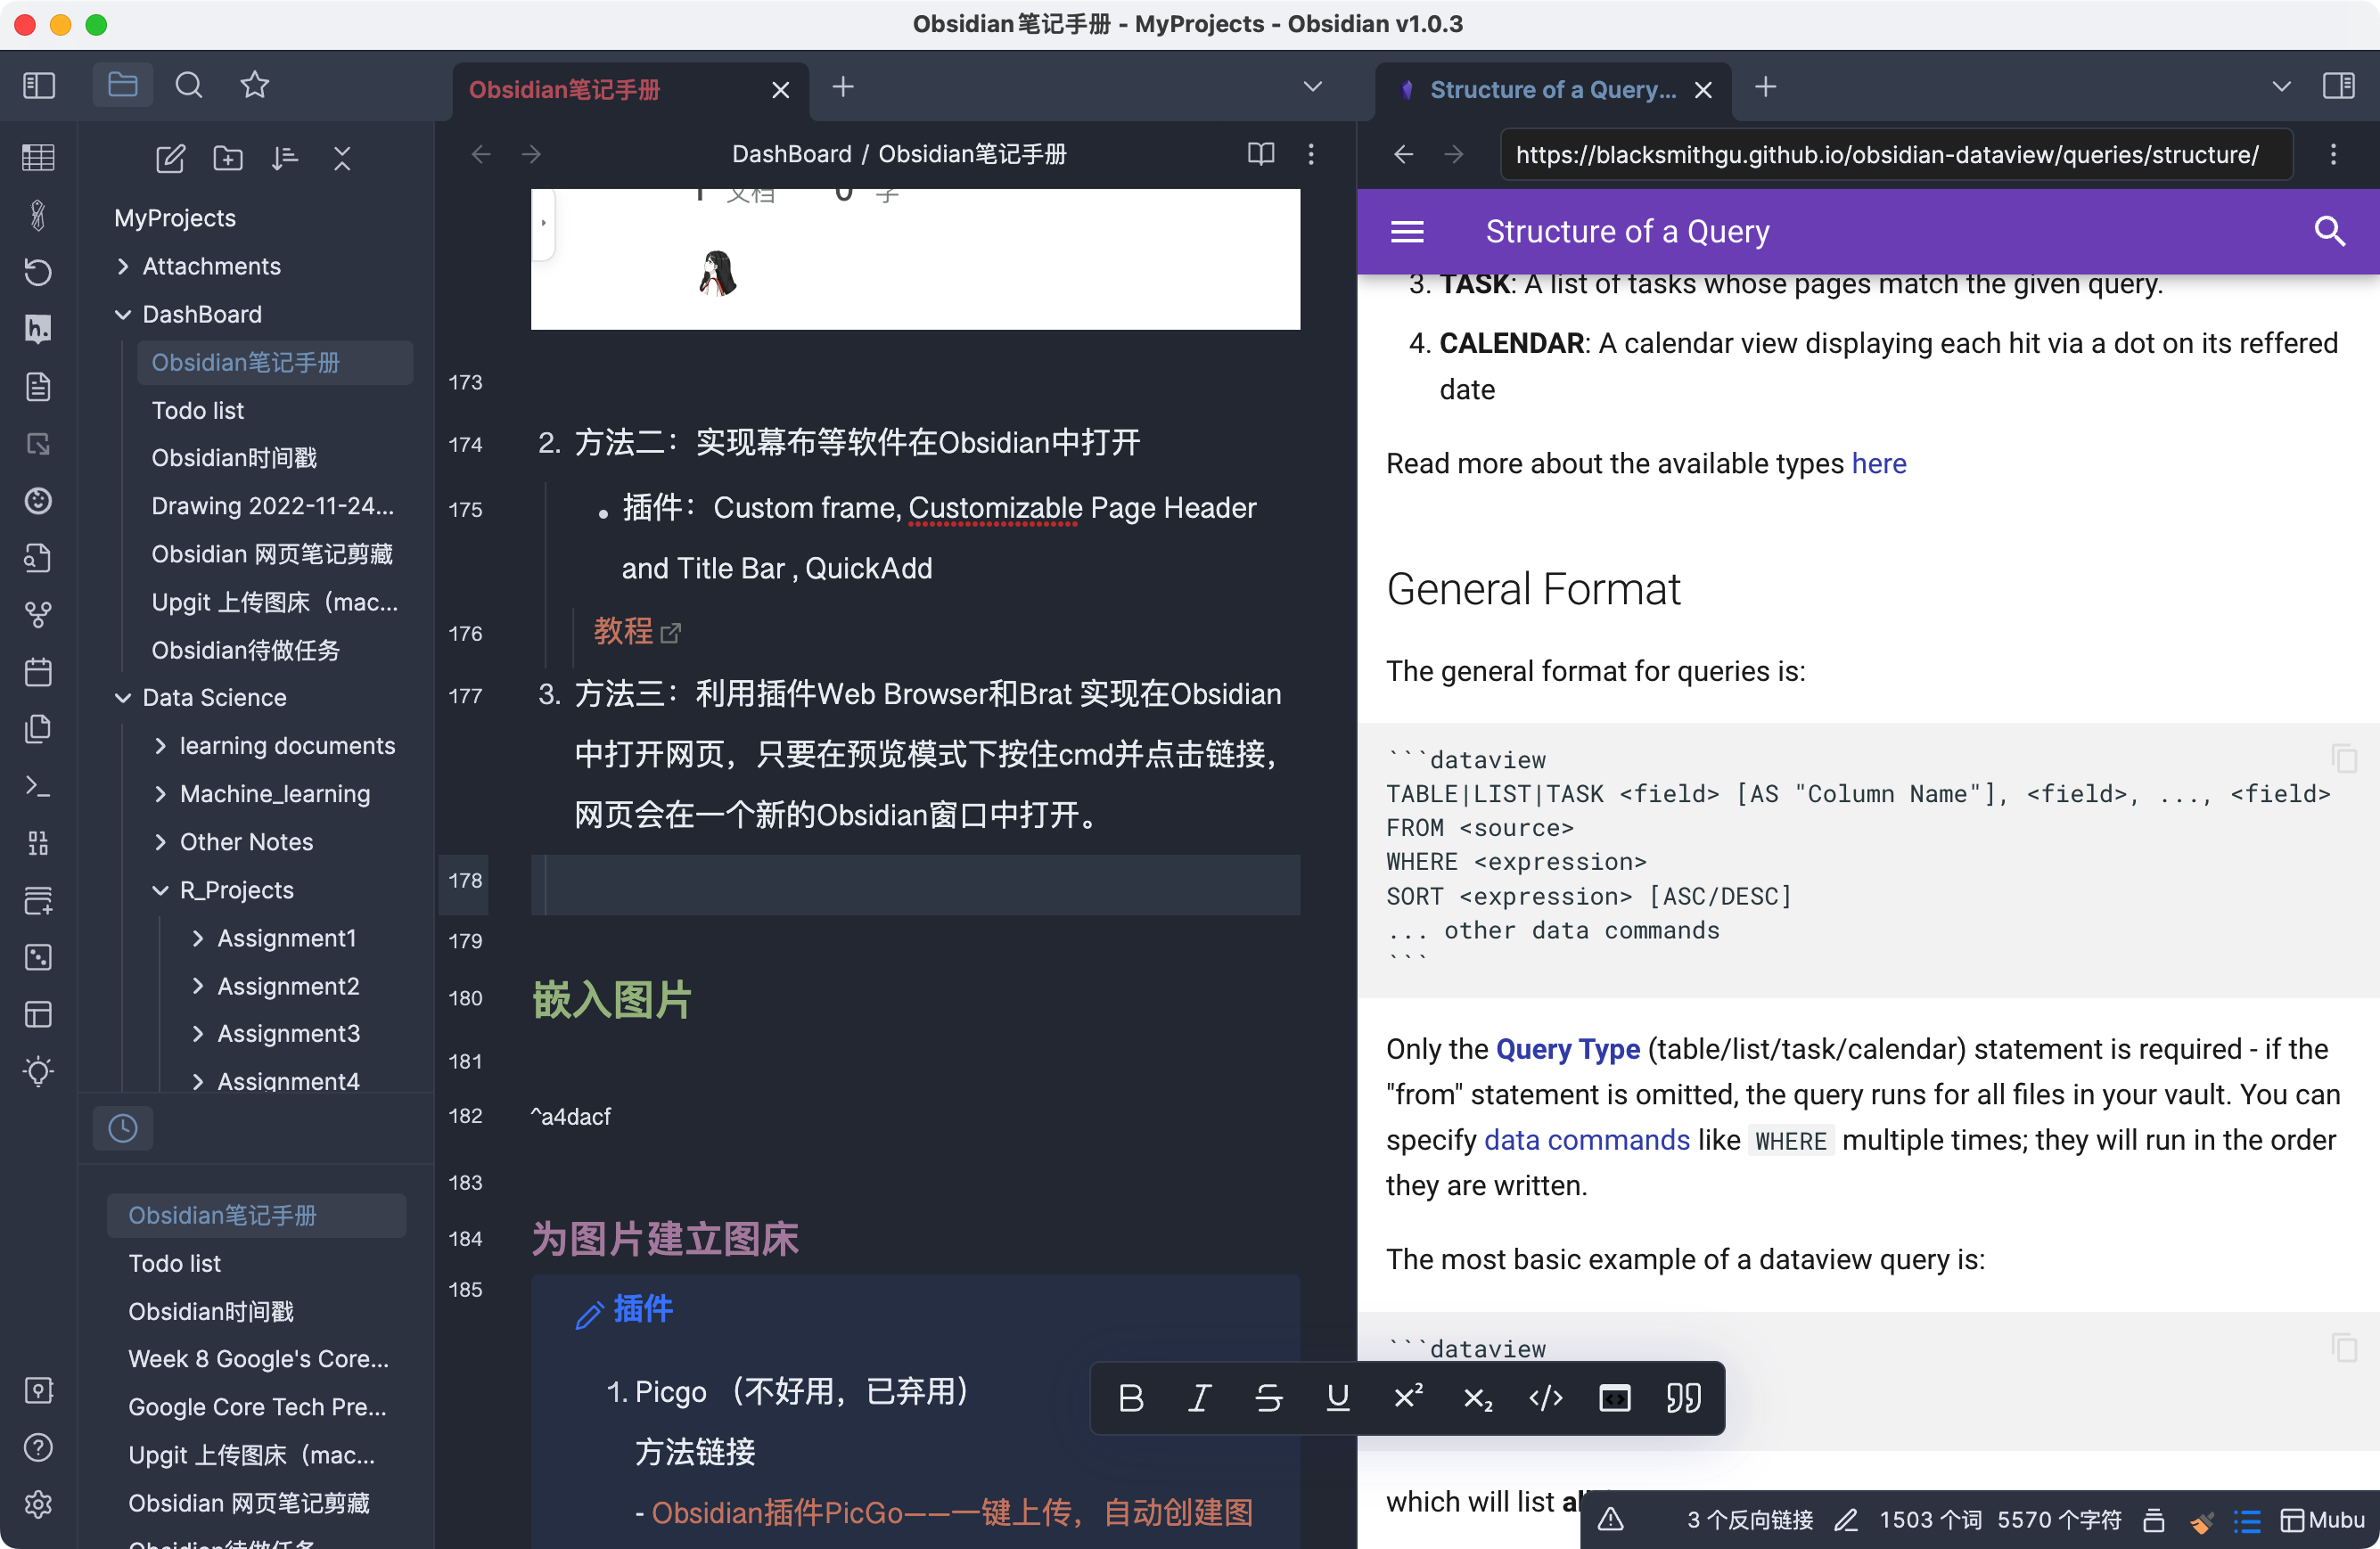 Obsidian笔记手册 - MyProjects - Obsidian v1.0.3
Obsidian笔记手册
Structure of a Query...
MyProjects
Attachments
DashBoard
Obsidian笔记手册
Todo list
Obsidian时间戳
Drawing 2022-11-24...
Obsidian 网页笔记剪藏
Upgit 上传图床（mac...
Obsidian待做任务
Data Science
learning documents
Machine_learning
Other Notes
R_Projects
Assignment1
Assignment2
Assignment3
Assignment4
Obsidian笔记手册
Todo list
Obsidian时间戳
Week 8 Google's Core...
Google Core Tech Pre...
Upgit 上传图床（mac...
Obsidian 网页笔记剪藏
Obsidian待做任务
DashBoard / Obsidian笔记手册
1 文档 0 字
173
174 2. 方法二：实现幕布等软件在Obsidian中打开
175 • 插件：Custom frame, Customizable Page Header
and Title Bar , QuickAdd
176 教程
177 3. 方法三：利用插件Web Browser和Brat 实现在Obsidian
中打开网页，只要在预览模式下按住cmd并点击链接，
网页会在一个新的Obsidian窗口中打开。
178
179
180 嵌入图片
181
182 ^a4dacf
183
184 为图片建立图床
185 插件
1. Picgo （不好用，已弃用）
方法链接
- Obsidian插件PicGo——一键上传，自动创建图
https://blacksmithgu.github.io/obsidian-dataview/queries/structure/
Structure of a Query
3. TASK: A list of tasks whose pages match the given query.
4. CALENDAR: A calendar view displaying each hit via a dot on its reffered
date
Read more about the available types here
General Format
The general format for queries is:
```dataview
TABLE|LIST|TASK <field> [AS "Column Name"], <field>, ..., <field>
FROM <source>
WHERE <expression>
SORT <expression> [ASC/DESC]
... other data commands
```
Only the Query Type (table/list/task/calendar) statement is required - if the
"from" statement is omitted, the query runs for all files in your vault. You can
specify data commands like WHERE multiple times; they will run in the order
they are written.
The most basic example of a dataview query is:
```dataview
which will list
3 个反向链接 1503 个词 5570 个字符 Mubu